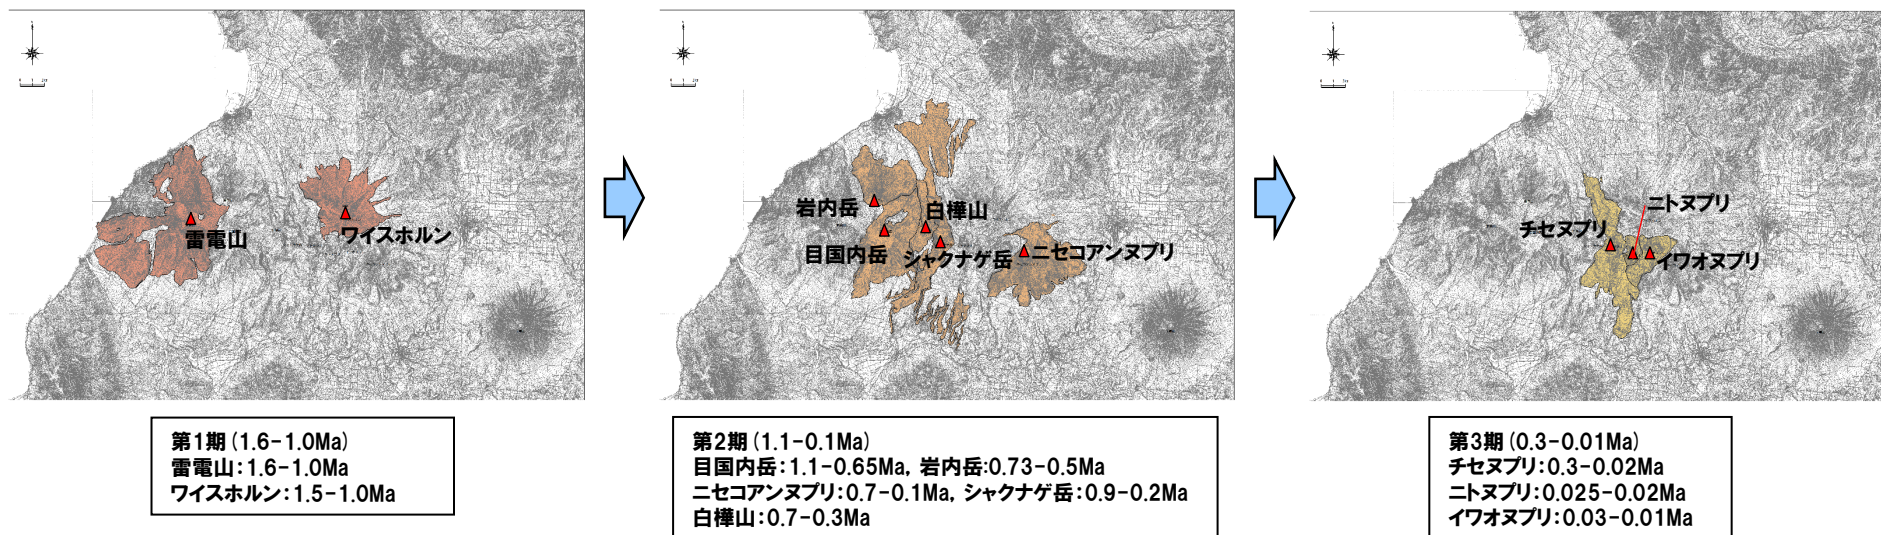 雷電山
ワイスホルン
岩内岳
白樺山
目国内岳
シャクナゲ岳
ニセコアンヌプリ
ニトヌプリ
チセヌプリ
イワオヌプリ
第1期(1.6-1.0Ma)
雷電山:1.6-1.0Ma
ワイスホルン:1.5-1.0Ma
第2期(1.1-0.1Ma)
目国内岳:1.1-0.65Ma, 岩内岳:0.73-0.5Ma
ニセコアンヌプリ:0.7-0.1Ma, シャクナゲ岳:0.9-0.2Ma
白樺山:0.7-0.3Ma
第3期(0.3-0.01Ma)
チセヌプリ:0.3-0.02Ma
ニトヌプリ:0.025-0.02Ma
イワオヌプリ:0.03-0.01Ma